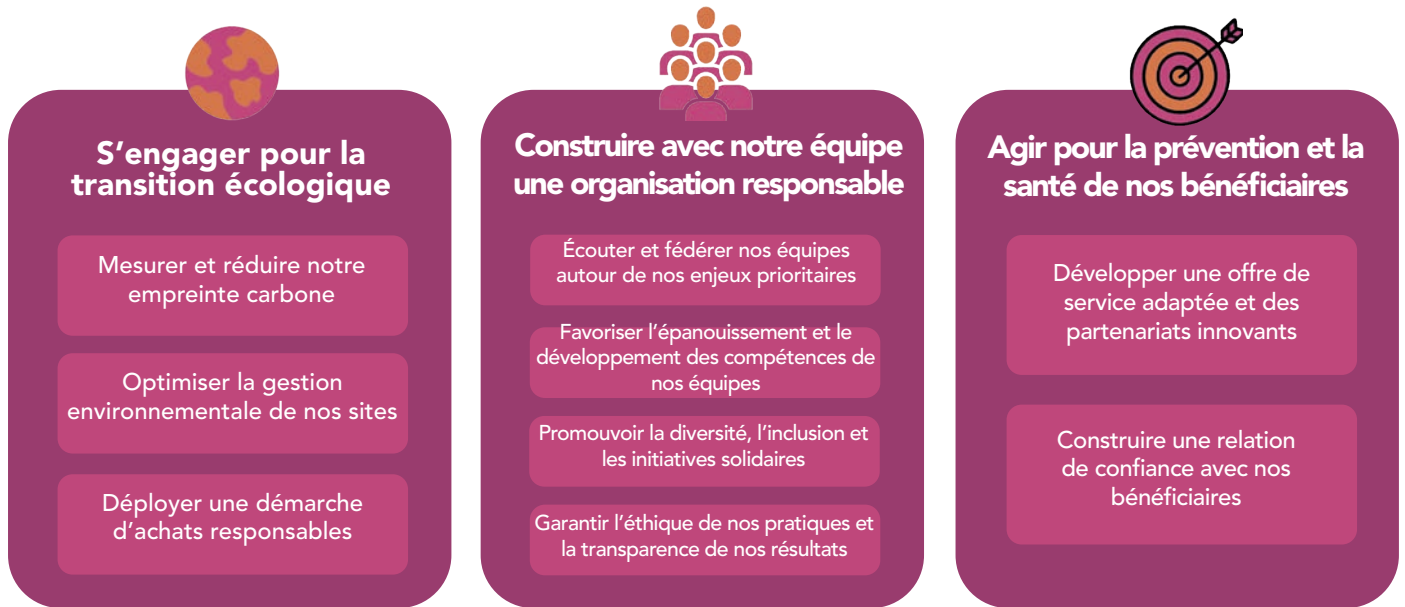 S’engager pour la
transition écologique
Mesurer et réduire notre
empreinte carbone
Optimiser la gestion
environnementale de nos sites
Déployer une démarche
d’achats responsables
Construire avec notre équipe
une organisation responsable
Écouter et fédérer nos équipes
autour de nos enjeux prioritaires
Favoriser l’épanouissement et le
développement des compétences de
nos équipes
Promouvoir la diversité, l’inclusion et
les initiatives solidaires
Garantir l’éthique de nos pratiques et
la transparence de nos résultats
Agir pour la prévention et la
santé de nos bénéficiaires
Développer une offre de
service adaptée et des
partenariats innovants
Construire une relation
de confiance avec nos
bénéficiaires